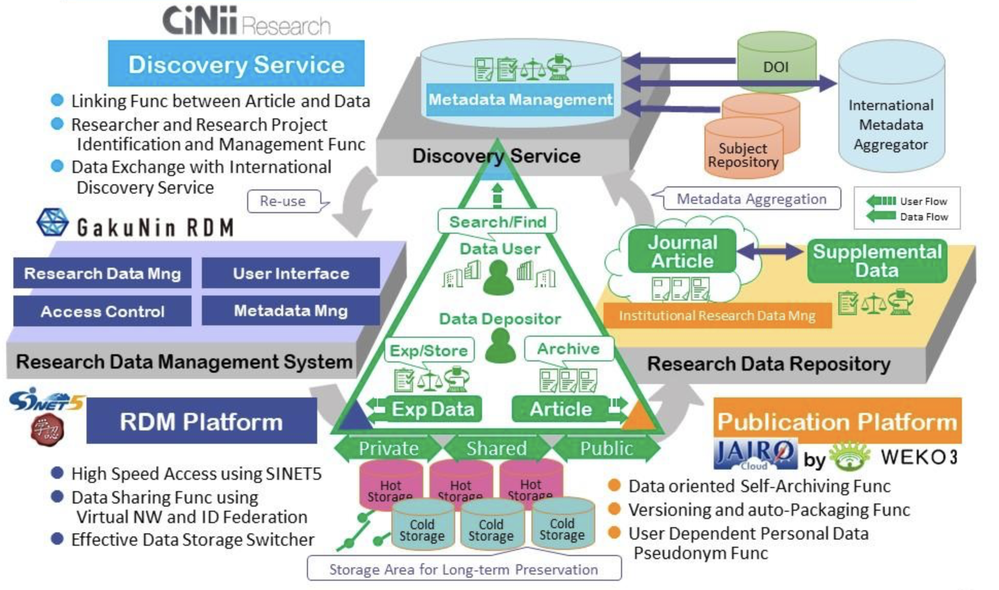 CiNii Research
Discovery Service
Linking Func between Article and Data
Researcher and Research Project
Identification and Management Func
Data Exchange with International
Discovery Service
Metadata Management
Discovery Service
DOI
Subject
Repository
International
Metadata
Aggregator
Re-use
Metadata Aggregation
User Flow
Data Flow
GakuNin RDM
Research Data Mng
User Interface
Access Control
Metadata Mng
Research Data Management System
Search/Find
Data User
Data Depositor
Exp/Store
Archive
Exp Data
Article
Journal
Article
Supplemental
Data
Institutional Research Data Mng
Research Data Repository
SINET5
学認
RDM Platform
High Speed Access using SINET5
Data Sharing Func using
Virtual NW and ID Federation
Effective Data Storage Switcher
Private
Shared
Public
Hot
Storage
Hot
Storage
Hot
Storage
Cold
Storage
Cold
Storage
Cold
Storage
Storage Area for Long-term Preservation
Publication Platform
JAIRO
Cloud
by
WEKO3
Data oriented Self-Archiving Func
Versioning and auto-Packaging Func
User Dependent Personal Data
Pseudonym Func